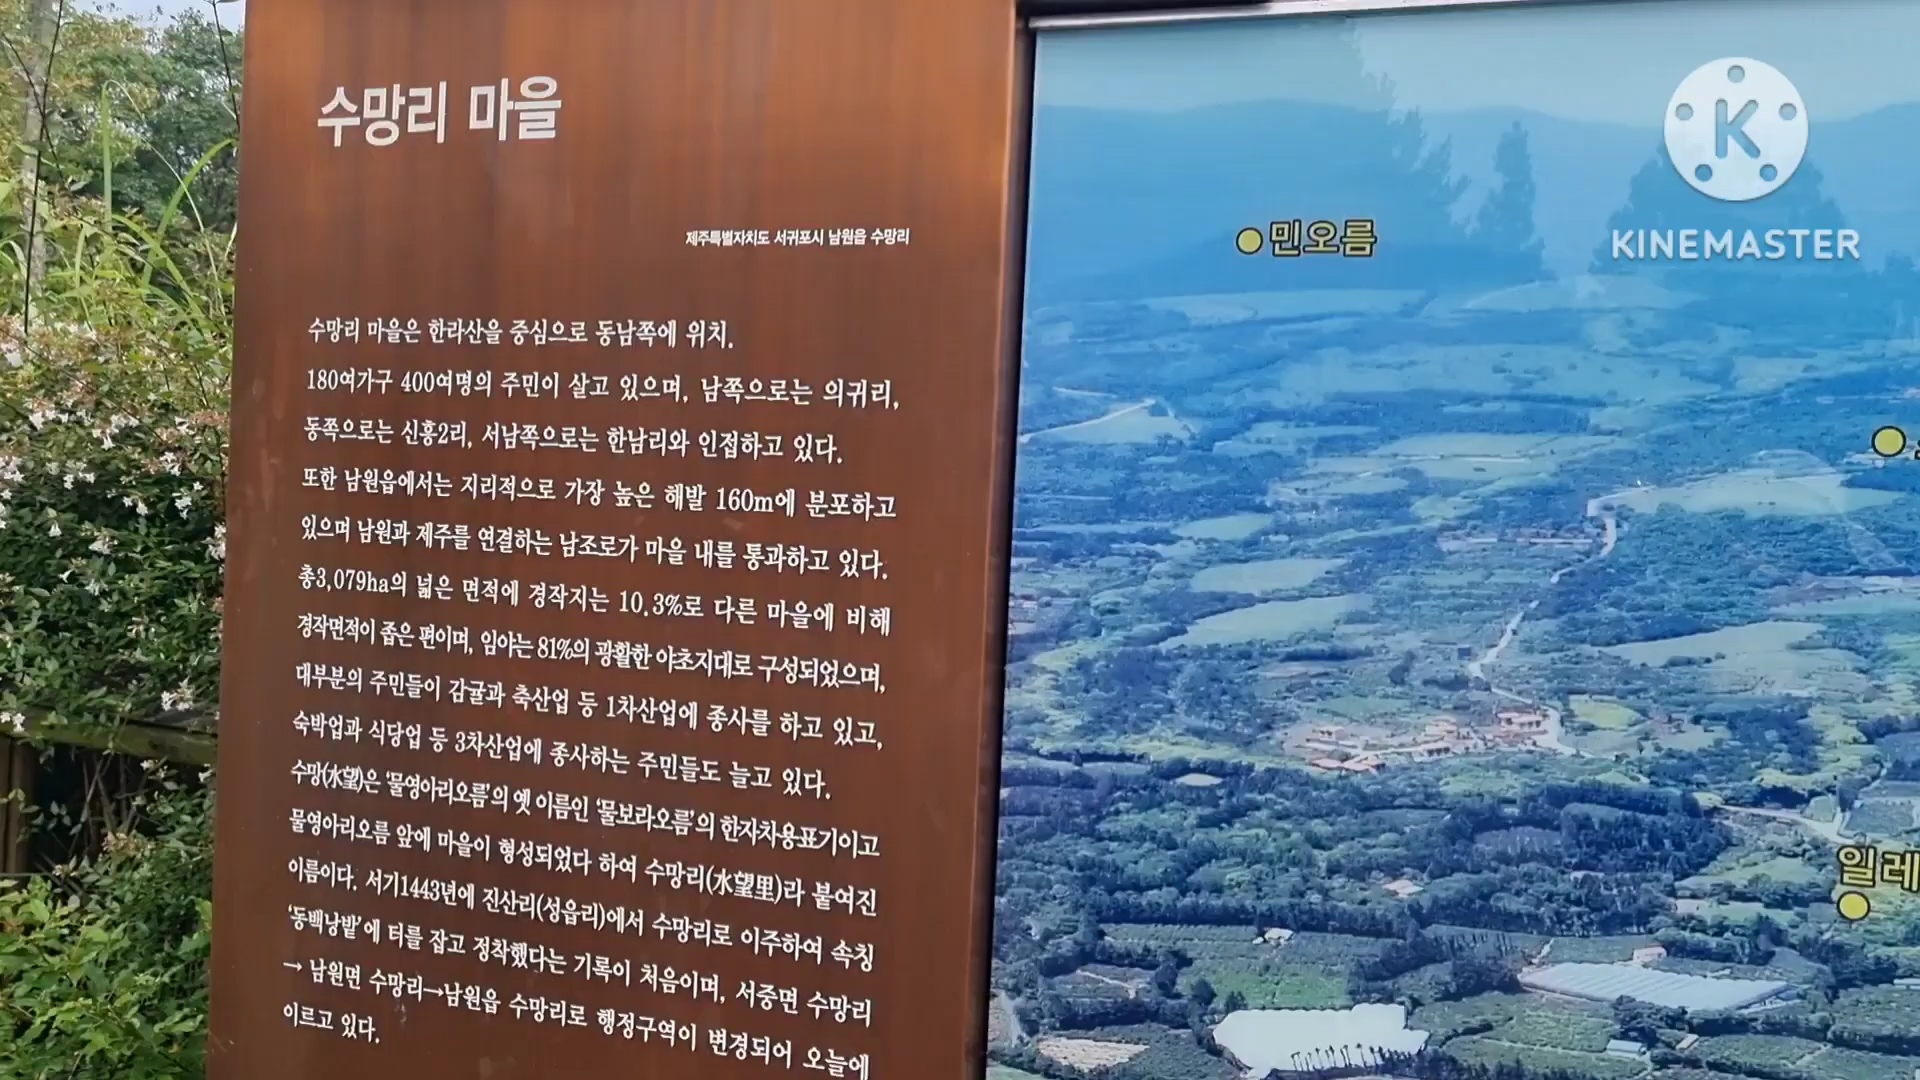 수망리 마을
제주특별자치도 서귀포시 남원읍 수망리
수망리 마을은 한라산을 중심으로 동남쪽에 위치.
180여가구 400여명의 주민이 살고 있으며, 남쪽으로는 의귀리,
동쪽으로는 신흥2리, 서남쪽으로는 한남리와 인접하고 있다.
또한 남원읍에서는 지리적으로 가장 높은 해발 160m에 분포하고
있으며 남원과 제주를 연결하는 남조로가 마을 내를 통과하고 있다.
총3,079ha의 넓은 면적에 경작지는 10.3%로 다른 마을에 비해
경작면적이 좁은 편이며, 임야는 81%의 광활한 야초지대로 구성되었으며,
대부분의 주민들이 감귤과 축산업 등 1차산업에 종사를 하고 있고,
숙박업과 식당업 등 3차산업에 종사하는 주민들도 늘고 있다.
수망(水望)은 '물영아리오름'의 옛 이름인 '물보라오름'의 한자차용표기이고
물영아리오름 앞에 마을이 형성되었다 하여 수망리(水望里)라 붙여진
이름이다. 서기1443년에 진산리(성읍리)에서 수망리로 이주하여 속칭
'동백낭밭'에 터를 잡고 정착했다는 기록이 처음이며, 서중면 수망리
→ 남원면 수망리→남원읍 수망리로 행정구역이 변경되어 오늘에
이르고 있다.
민오름
일레
K
KINEMASTER